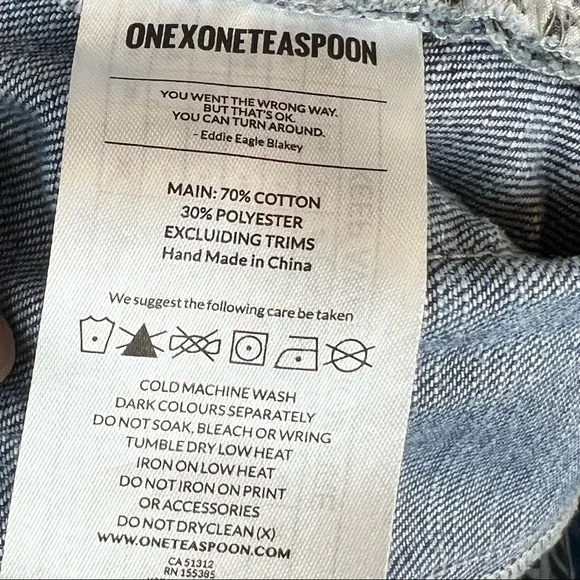 ONEXONETEASPOON
YOU WENT THE WRONG WAY.
BUT THAT'S OK.
YOU CAN TURN AROUND.
- Eddie Eagle Blakey
MAIN: 70% COTTON
30% POLYESTER
EXCLUIDING TRIMS
Hand Made in China
We suggest the following care be taken
COLD MACHINE WASH
DARK COLOURS SEPARATELY
DO NOT SOAK, BLEACH OR WRING
TUMBLE DRY LOW HEAT
IRON ON LOW HEAT
DO NOT IRON ON PRINT
OR ACCESSORIES
DO NOT DRYCLEAN (X)
WWW.ONETEASPOON.COM
CA 51312
RN 155385